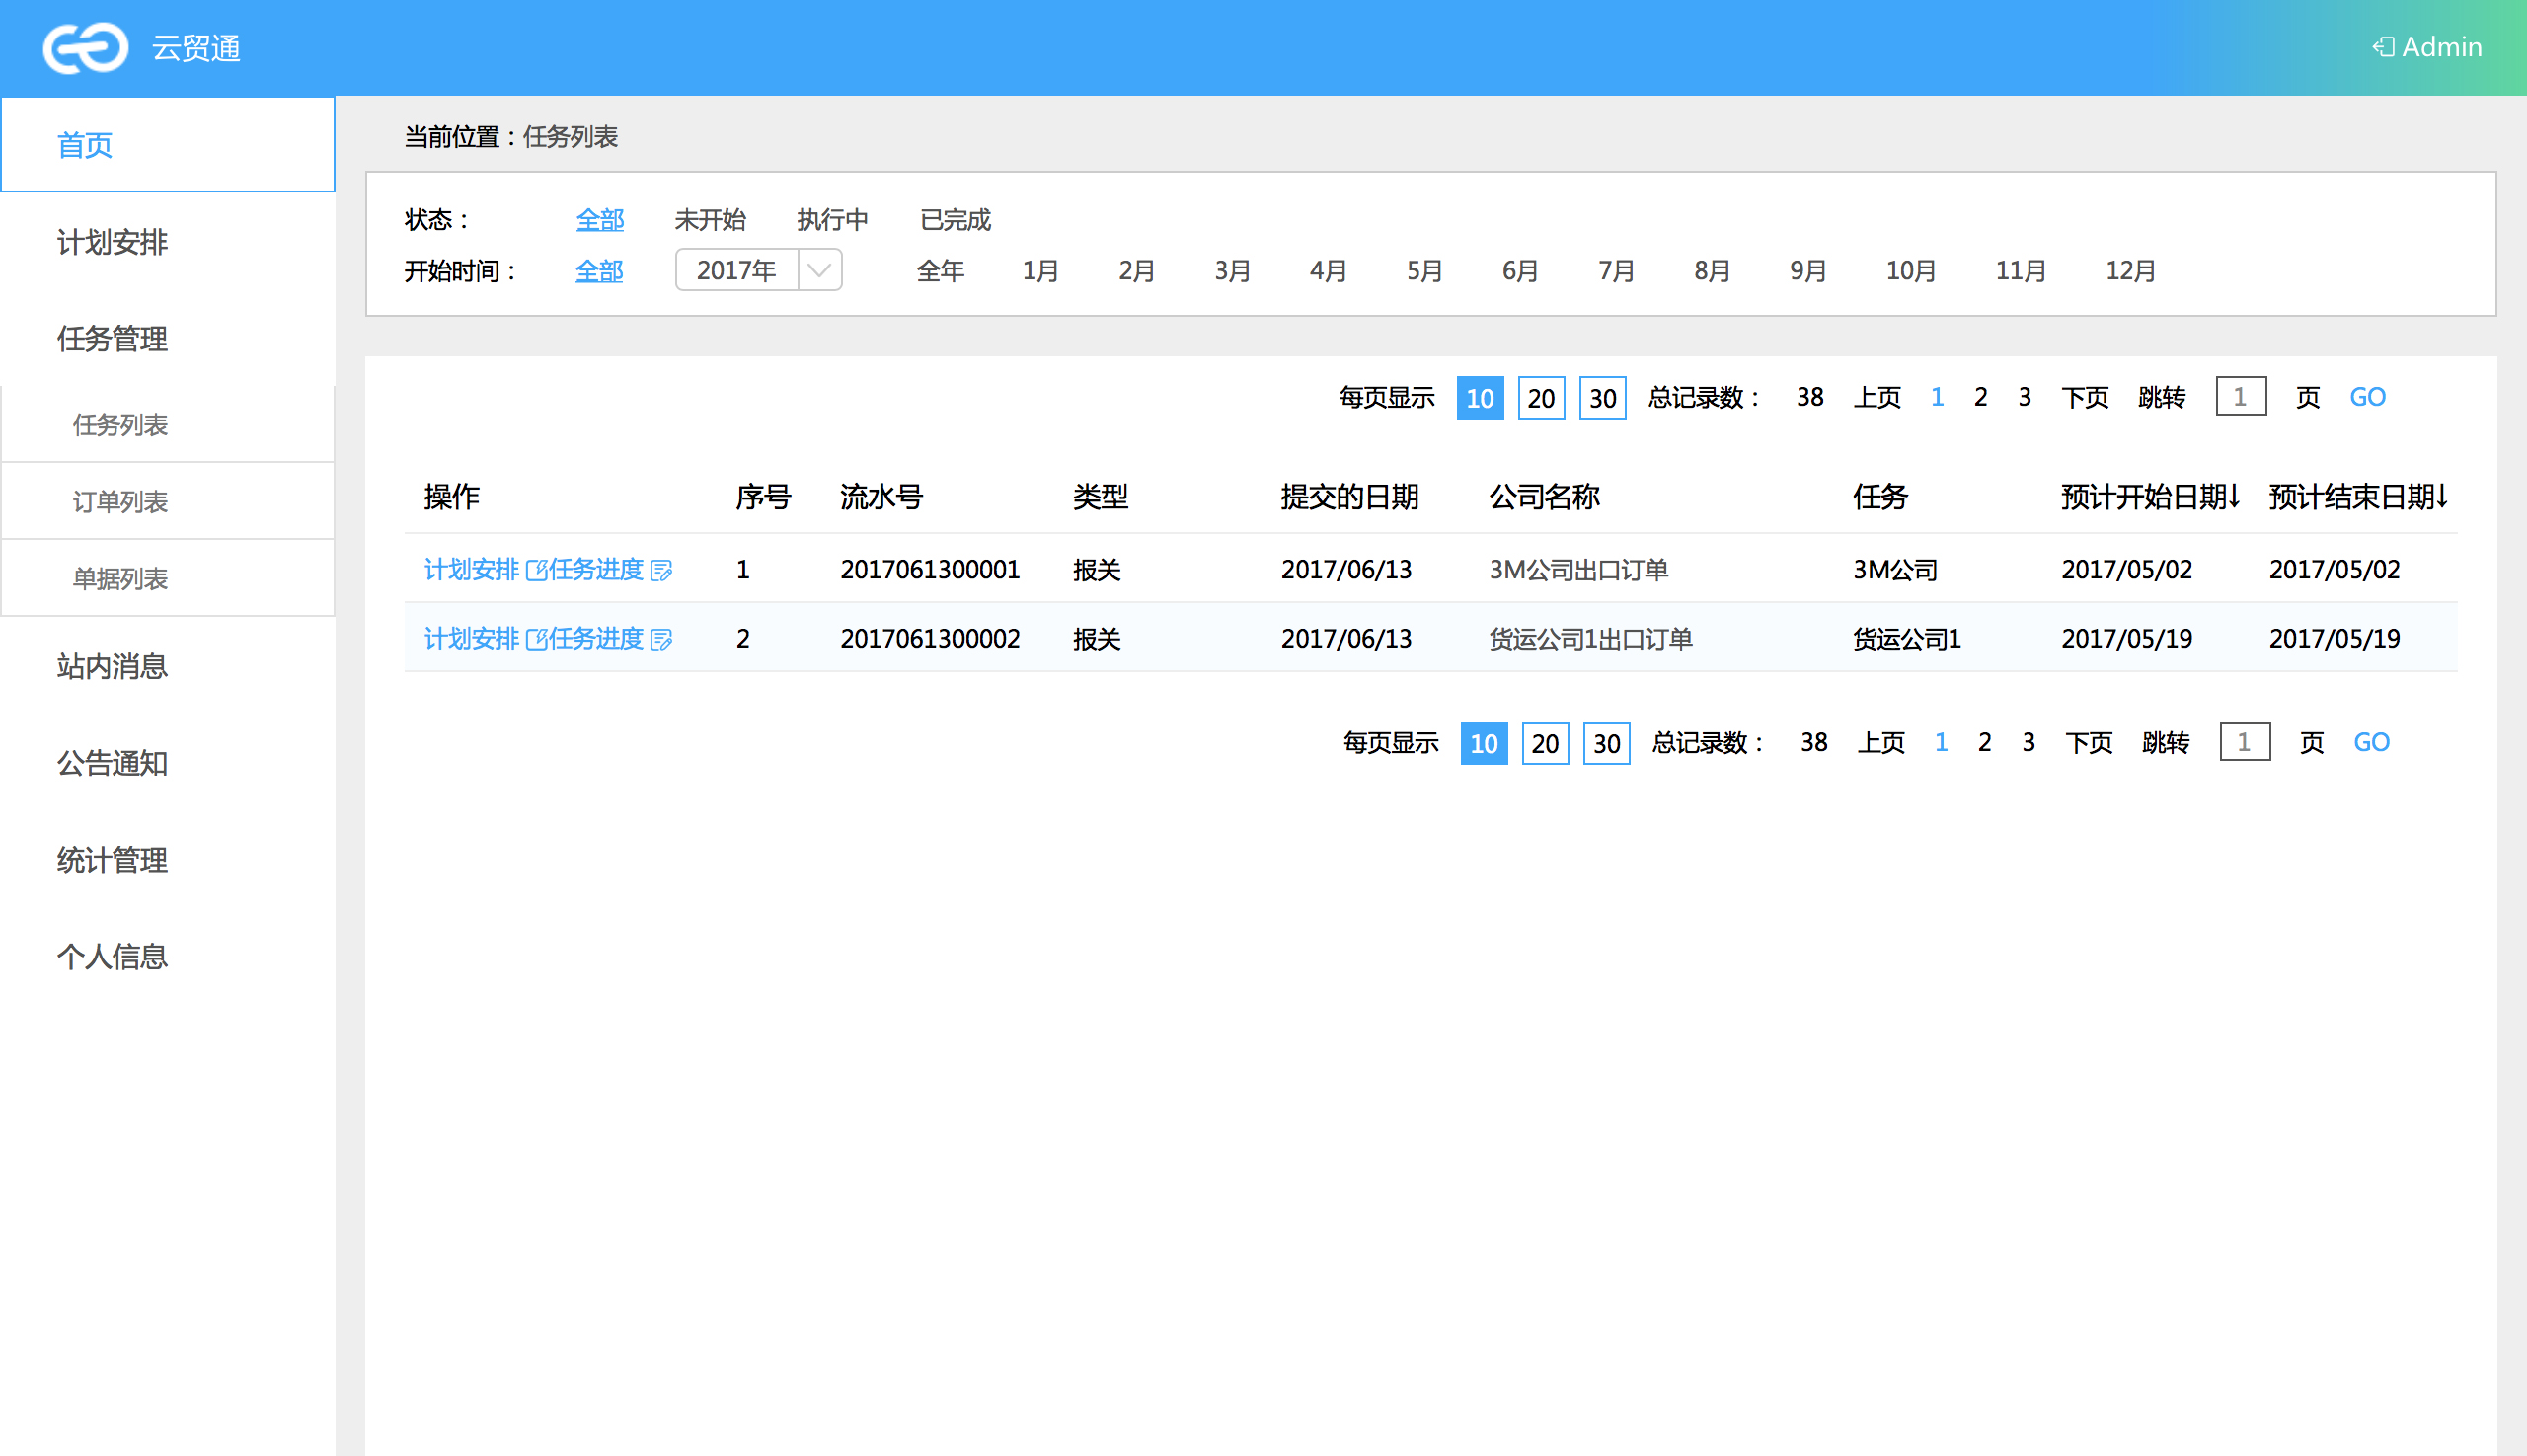 云贸通
Admin
首页
计划安排
任务管理
任务列表
订单列表
单据列表
站内消息
公告通知
统计管理
个人信息
当前位置：任务列表
状态： 全部 未开始 执行中 已完成
开始时间： 全部 2017年 全年 1月 2月 3月 4月 5月 6月 7月 8月 9月 10月 11月 12月
每页显示 10 20 30 总记录数： 38 上页 1 2 3 下页 跳转 1 页 GO
操作 序号 流水号 类型 提交的日期 公司名称 任务 预计开始日期↓ 预计结束日期↓
计划安排 任务进度 1 2017061300001 报关 2017/06/13 3M公司出口订单 3M公司 2017/05/02 2017/05/02
计划安排 任务进度 2 2017061300002 报关 2017/06/13 货运公司1出口订单 货运公司1 2017/05/19 2017/05/19
每页显示 10 20 30 总记录数： 38 上页 1 2 3 下页 跳转 1 页 GO